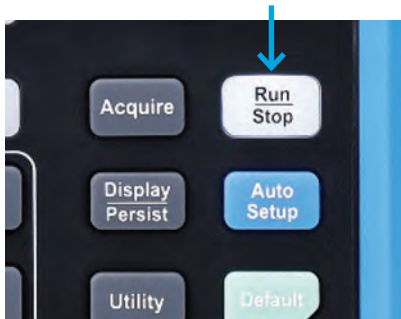 Acquire
Run
Stop
Display
Persist
Auto
Setup
Utility
Default